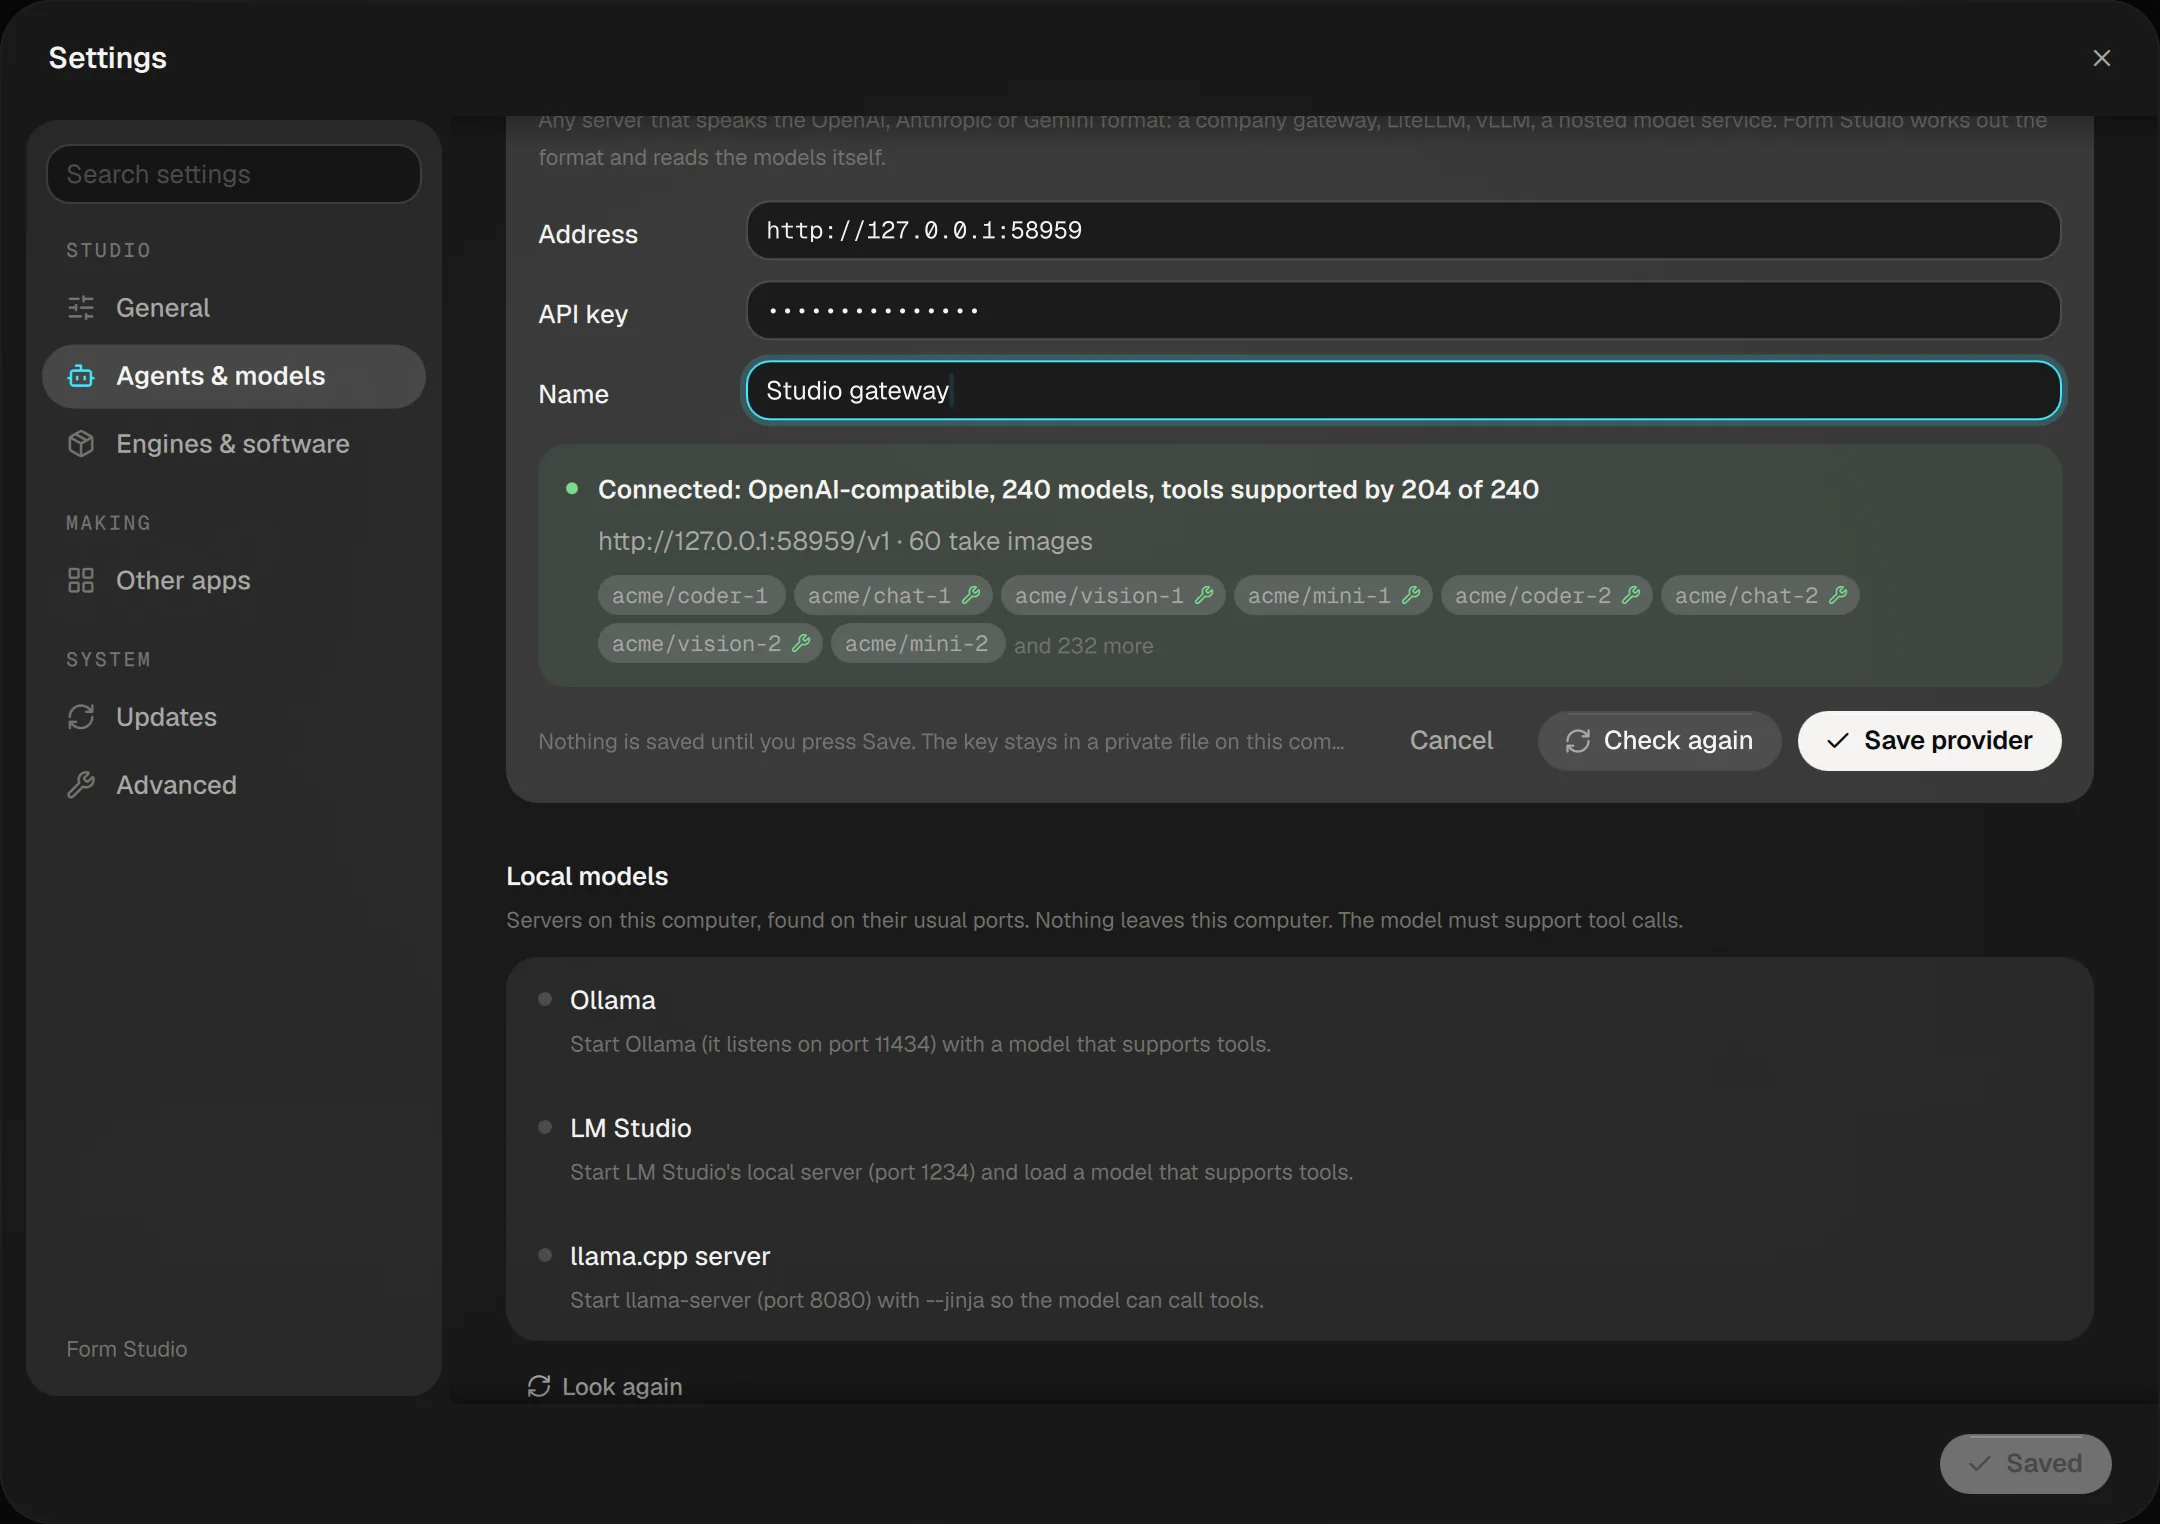 Settings
Search settings
STUDIO
General
Agents & models
Engines & software
MAKING
Other apps
SYSTEM
Updates
Advanced
Form Studio
Any server that speaks the OpenAI, Anthropic or Gemini format: a company gateway, LiteLLM, vLLM, a hosted model service. Form Studio works out the
format and reads the models itself.
Address
http://127.0.0.1:58959
API key
•••••••••••••••
Name
Studio gateway
Connected: OpenAI-compatible, 240 models, tools supported by 204 of 240
http://127.0.0.1:58959/v1 · 60 take images
acme/coder-1 acme/chat-1 acme/vision-1 acme/mini-1 acme/coder-2 acme/chat-2
acme/vision-2 acme/mini-2 and 232 more
Nothing is saved until you press Save. The key stays in a private file on this com...
Cancel
Check again
Save provider
Local models
Servers on this computer, found on their usual ports. Nothing leaves this computer. The model must support tool calls.
Ollama
Start Ollama (it listens on port 11434) with a model that supports tools.
LM Studio
Start LM Studio's local server (port 1234) and load a model that supports tools.
llama.cpp server
Start llama-server (port 8080) with --jinja so the model can call tools.
Look again
Saved